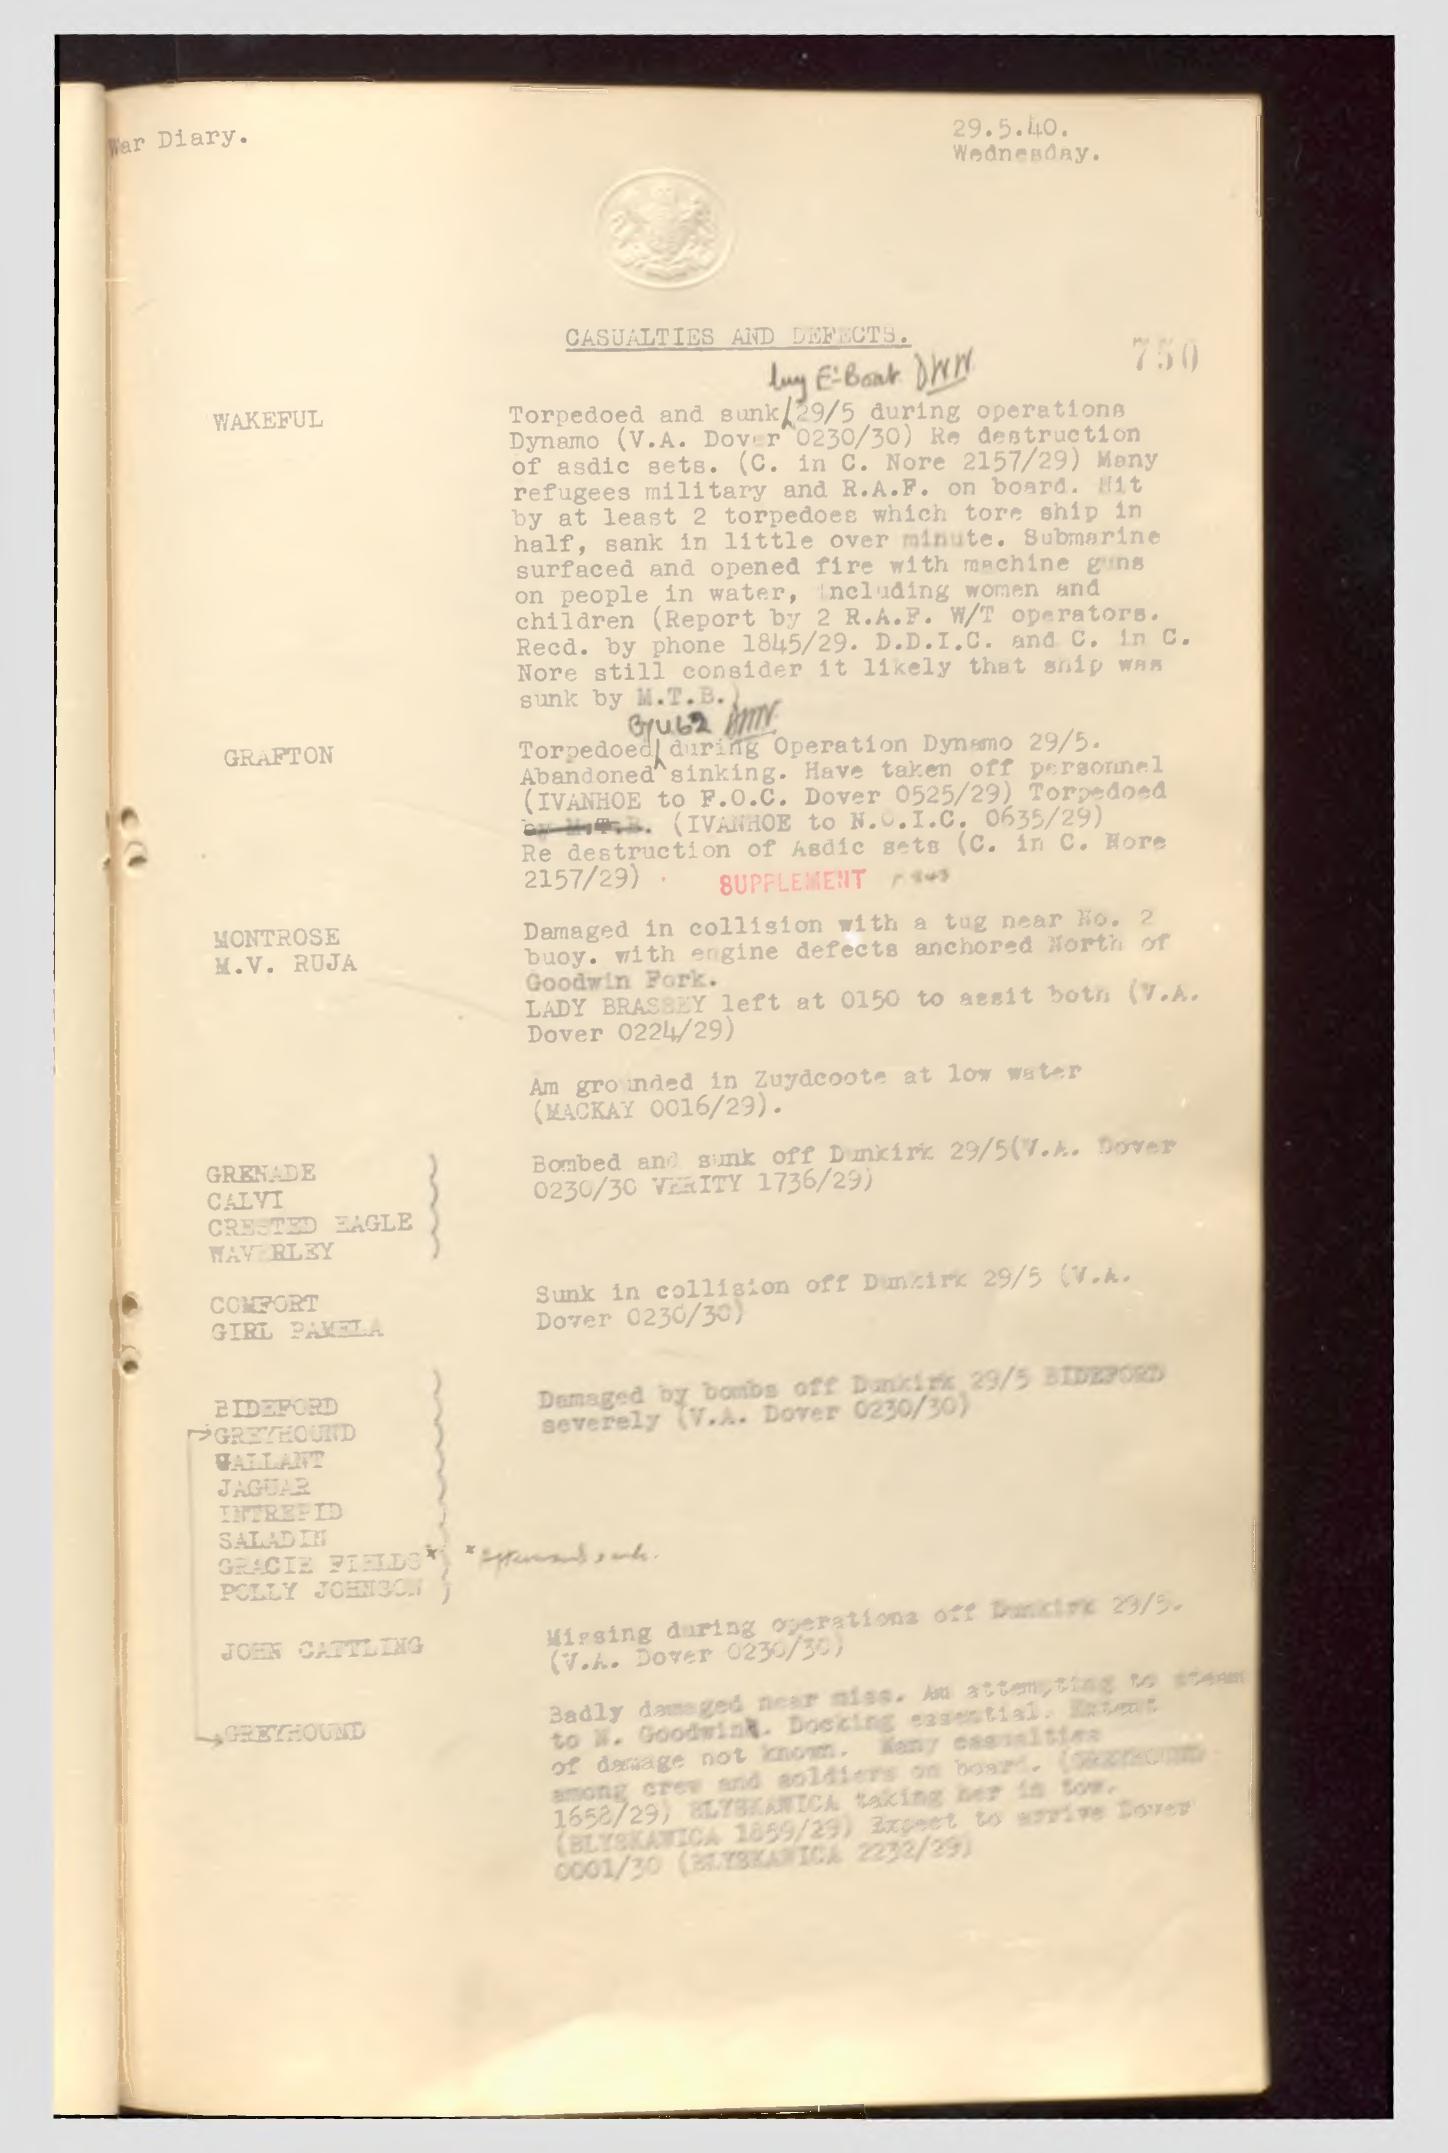 War Diary.
29.5.40.
Wednesday.
CASUALTIES AND DEFECTS.
750
by E-Boat DWW
WAKEFUL
Torpedoed and sunk 29/5 during operations
Dynamo (V.A. Dover 0230/30) Re destruction
of asdic sets. (C. in C. Nore 2157/29) Many
refugees military and R.A.F. on board. Hit
by at least 2 torpedoes which tore ship in
half, sank in little over minute. Submarine
surfaced and opened fire with machine guns
on people in water, including women and
children (Report by 2 R.A.F. W/T operators.
Recd. by phone 1845/29. D.D.I.C. and C. in C.
Nore still consider it likely that ship was
sunk by M.T.B.)
B/U62
GRAFTON
Torpedoed during Operation Dynamo 29/5.
Abandoned sinking. Have taken off personnel
(IVANHOE to F.O.C. Dover 0525/29) Torpedoed
by M.T.B. (IVANHOE to N.O.I.C. 0635/29)
Re destruction of Asdic sets (C. in C. Nore
2157/29)
SUPPLEMENT
MONTROSE
M.V. RUJA
Damaged in collision with a tug near No. 2
buoy. with engine defects anchored North of
Goodwin Fork.
LADY BRASSEY left at 0150 to assit both (V.A.
Dover 0224/29)
Am grounded in Zuydcoote at low water
(MACKAY 0016/29).
GRENADE
CALVI
CRESTED EAGLE
WAVERLEY
Bombed and sunk off Dunkirk 29/5(V.A. Dover
0230/30 VERITY 1736/29)
COMFORT
GIRL PAMELA
Sunk in collision off Dunkirk 29/5 (V.A.
Dover 0230/30)
BIDEFORD
GREYHOUND
GALLANT
JAGUAR
INTREPID
SALADIN
GRACIE FIELDS*
POLLY JOHNSON
Damaged by bombs off Dunkirk 29/5 BIDEFORD
severely (V.A. Dover 0230/30)
* afterwards sunk.
JOHN CATTLING
Missing during operations off Dunkirk 29/5.
(V.A. Dover 0230/30)
GREYHOUND
Badly damaged near miss. Am attempting to steam
to N. Goodwin. Docking essential. Extent
of damage not known. Many casualties
among crew and soldiers on board. (GREYHOUND
1658/29) BLYSKAWICA taking her in tow.
(BLYSKAWICA 1859/29) Expect to arrive Dover
0001/30 (BLYSKAWICA 2232/29)